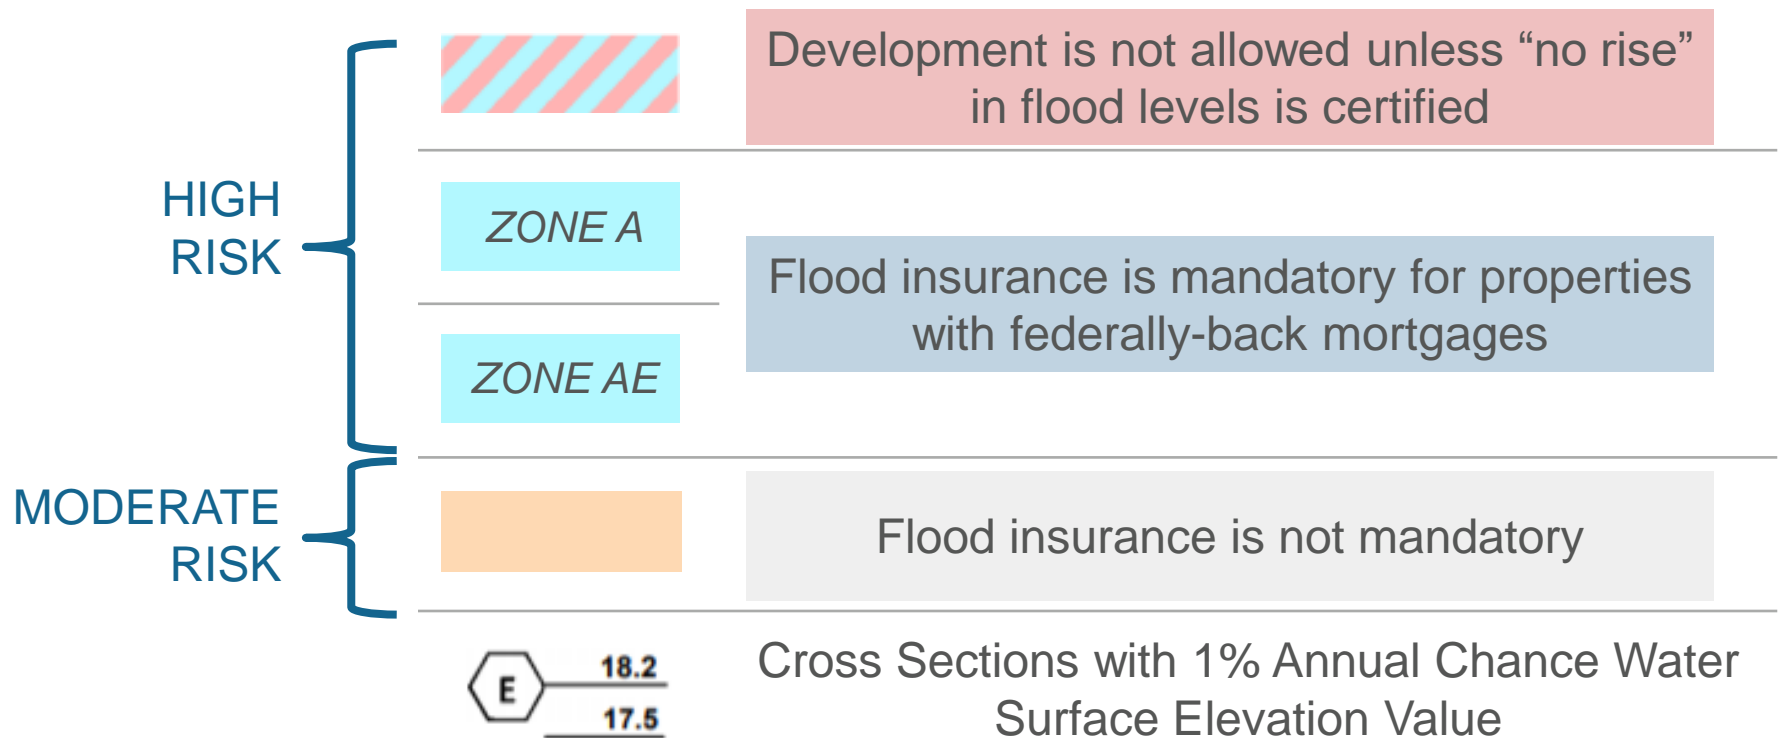 Development is not allowed unless “no rise”
in flood levels is certified
HIGH
RISK
ZONE A
Flood insurance is mandatory for properties
with federally-back mortgages
ZONE AE
MODERATE
RISK
Flood insurance is not mandatory
E
18.2
17.5
Cross Sections with 1% Annual Chance Water
Surface Elevation Value